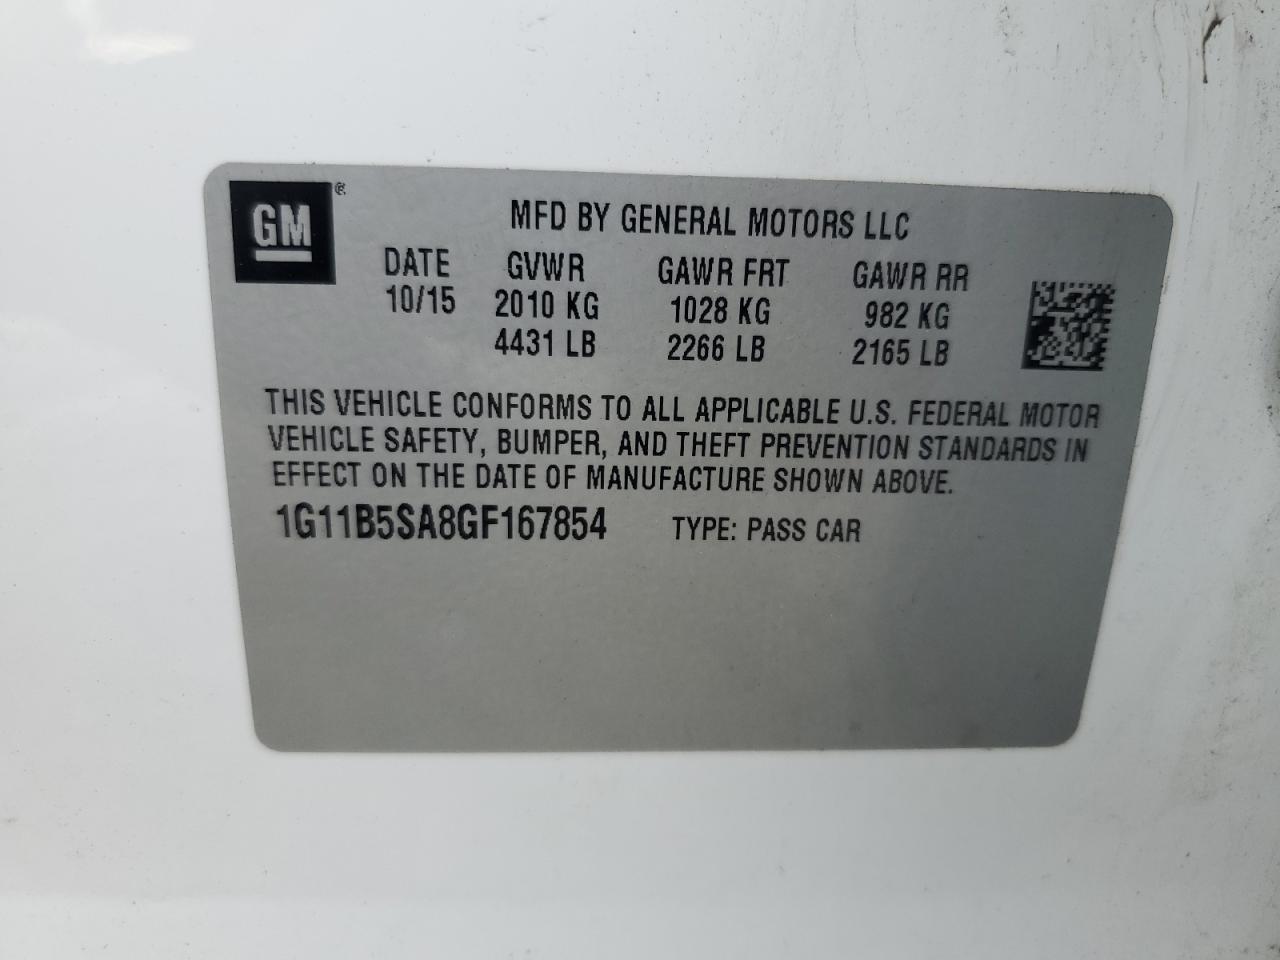 GM ®
MFD BY GENERAL MOTORS LLC
DATE GVWR GAWR FRT GAWR RR
10/15 2010 KG 1028 KG 982 KG
4431 LB 2266 LB 2165 LB
THIS VEHICLE CONFORMS TO ALL APPLICABLE U.S. FEDERAL MOTOR
VEHICLE SAFETY, BUMPER, AND THEFT PREVENTION STANDARDS IN
EFFECT ON THE DATE OF MANUFACTURE SHOWN ABOVE.
1G11B5SA8GF167854 TYPE: PASS CAR